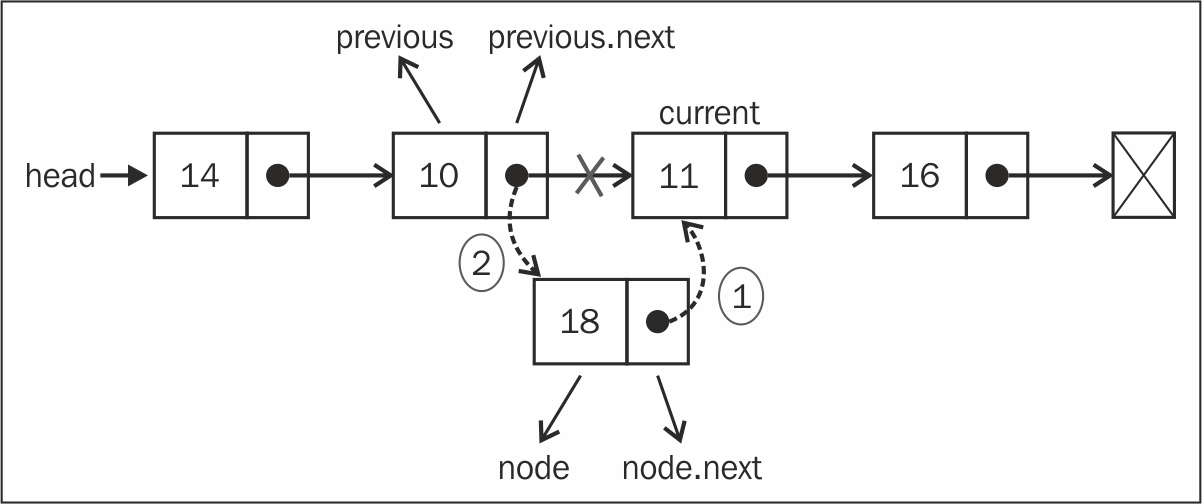 previous previous.next
current
head 14 10 11 16
2 1
18
node node.next